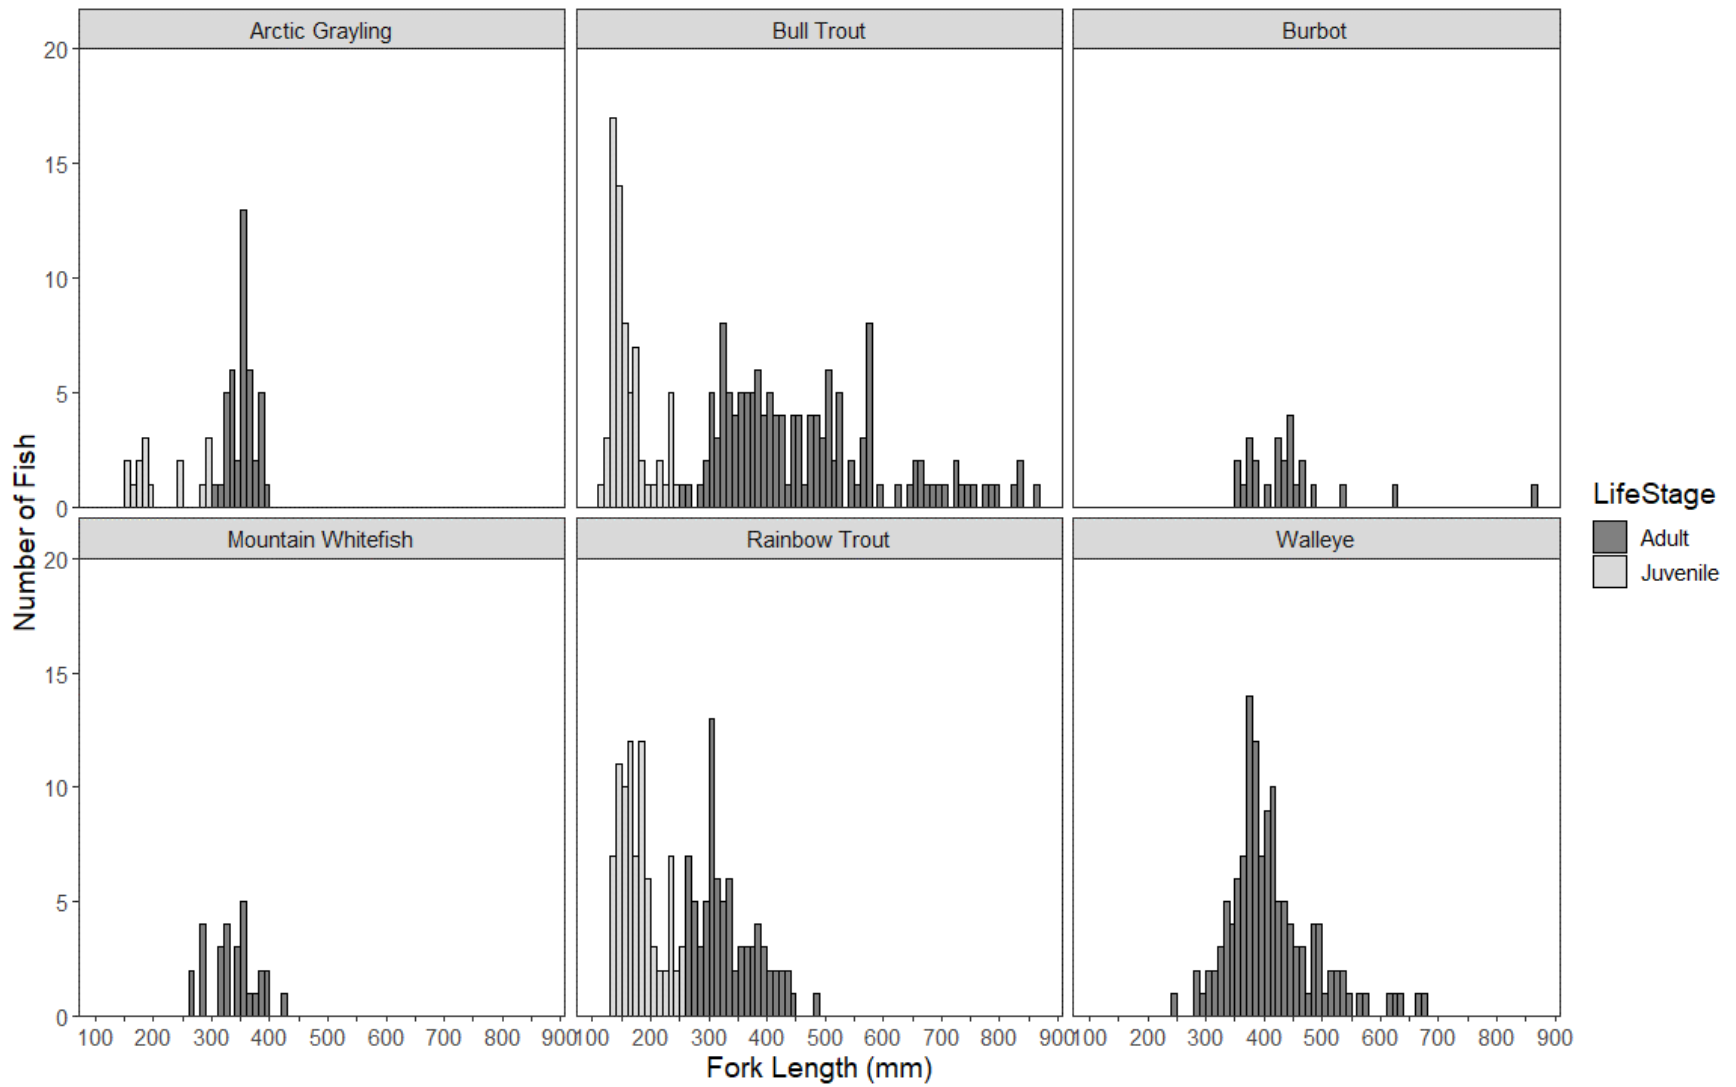 Arctic Grayling
Bull Trout
Burbot
20
15
10
5
0
Number of Fish
Mountain Whitefish
Rainbow Trout
Walleye
20
15
10
5
0
100 200 300 400 500 600 700 800 900
100 200 300 400 500 600 700 800 900
100 200 300 400 500 600 700 800 900
Fork Length (mm)
LifeStage
Adult
Juvenile